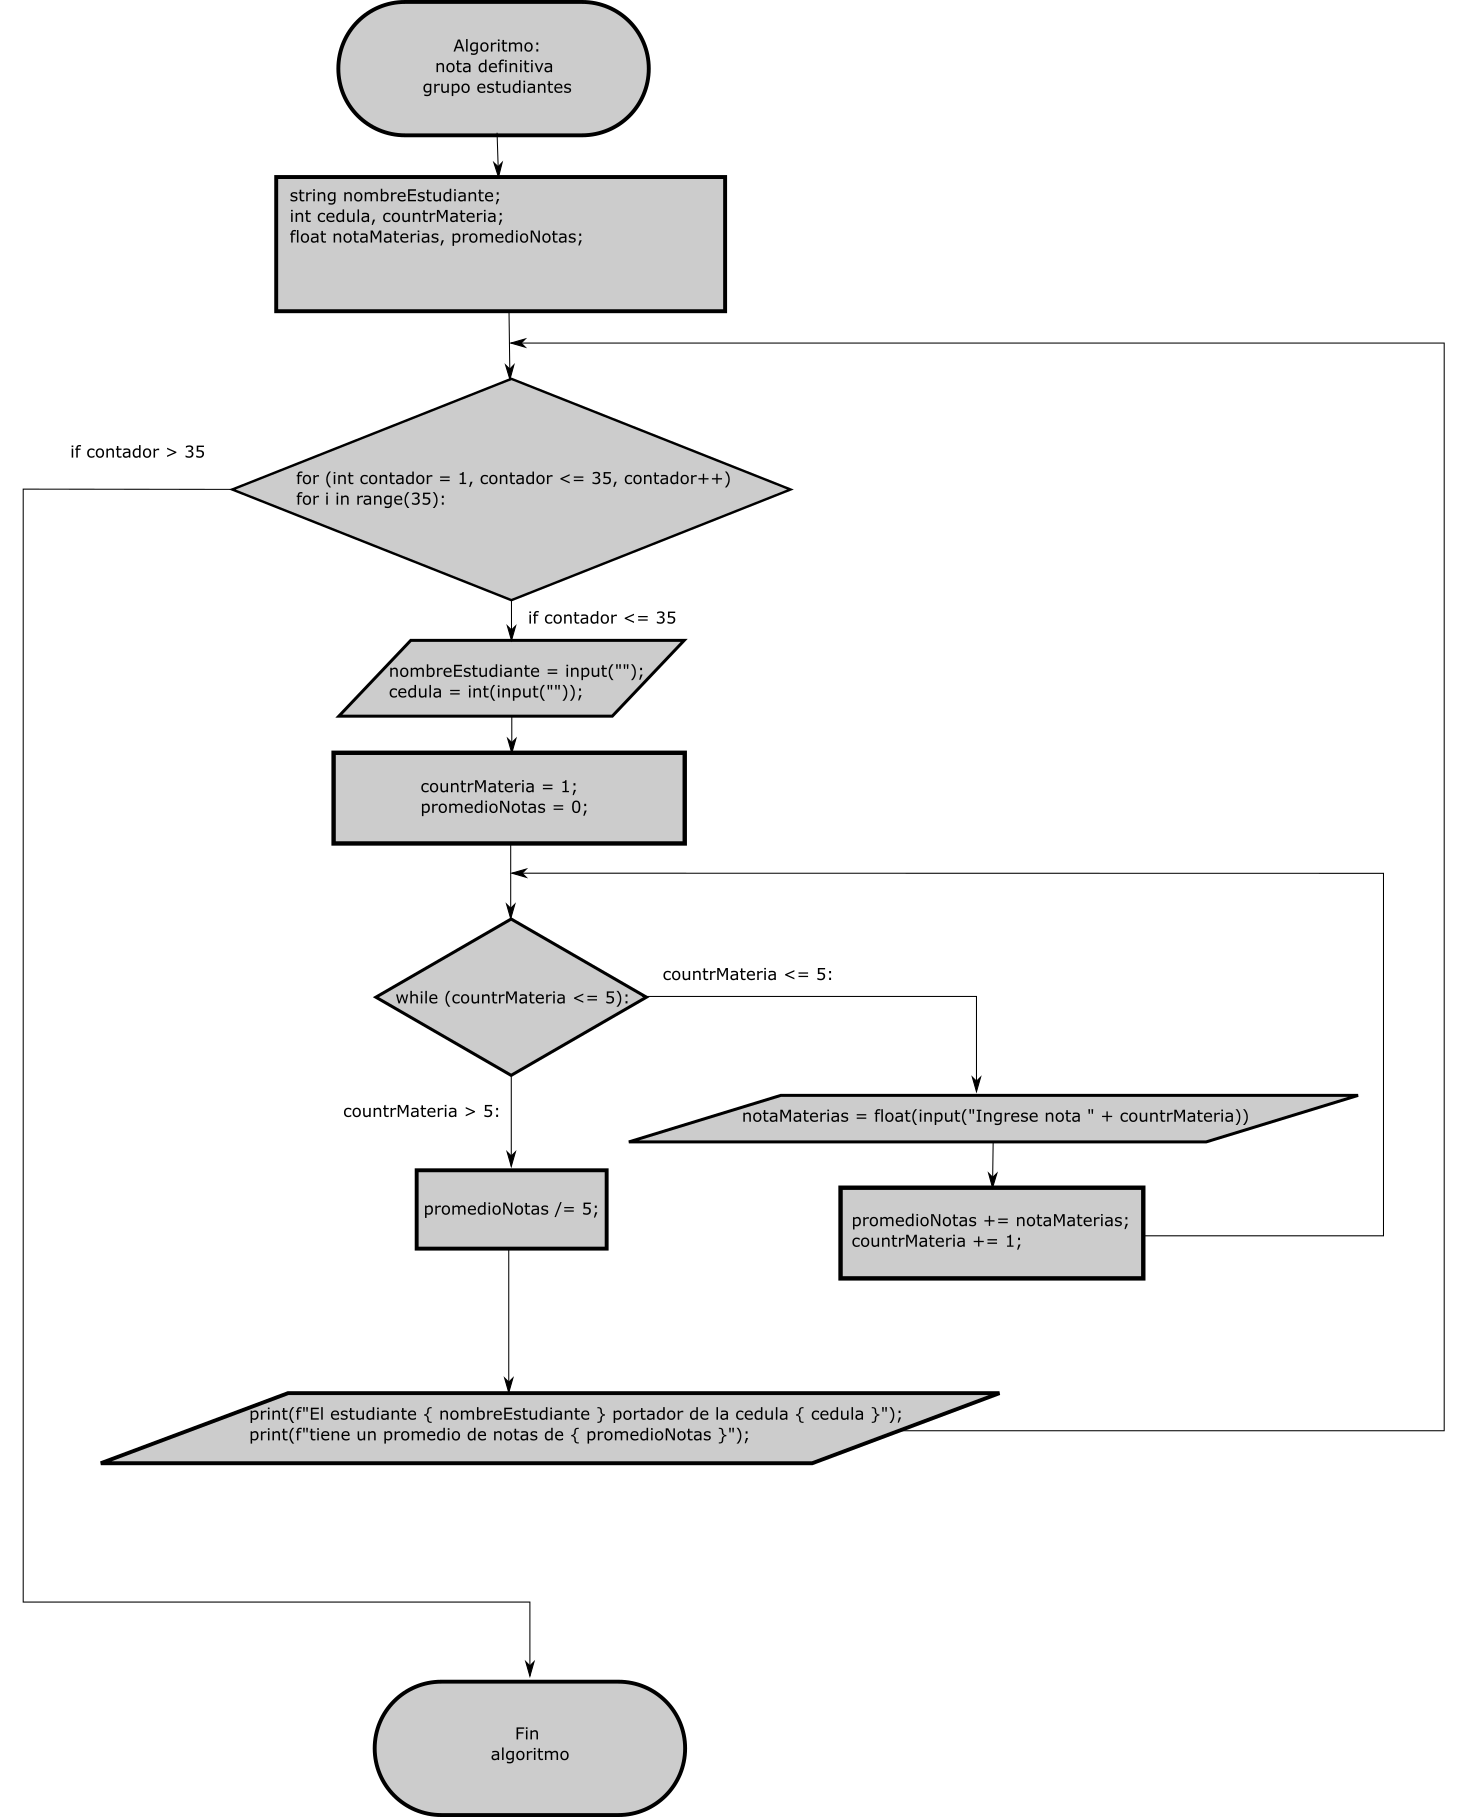 Algoritmo:
nota definitiva
grupo estudiantes
string nombreEstudiante;
int cedula, countrMateria;
float notaMaterias, promedioNotas;
if contador > 35
for (int contador = 1, contador <= 35, contador++)
for i in range(35):
if contador <= 35
nombreEstudiante = input("");
cedula = int(input(""));
countrMateria = 1;
promedioNotas = 0;
countrMateria <= 5:
while (countrMateria <= 5):
countrMateria > 5:
notaMaterias = float(input("Ingrese nota " + countrMateria))
promedioNotas /= 5;
promedioNotas += notaMaterias;
countrMateria += 1;
print(f"El estudiante { nombreEstudiante } portador de la cedula { cedula }");
print(f"tiene un promedio de notas de { promedioNotas }");
Fin
algoritmo